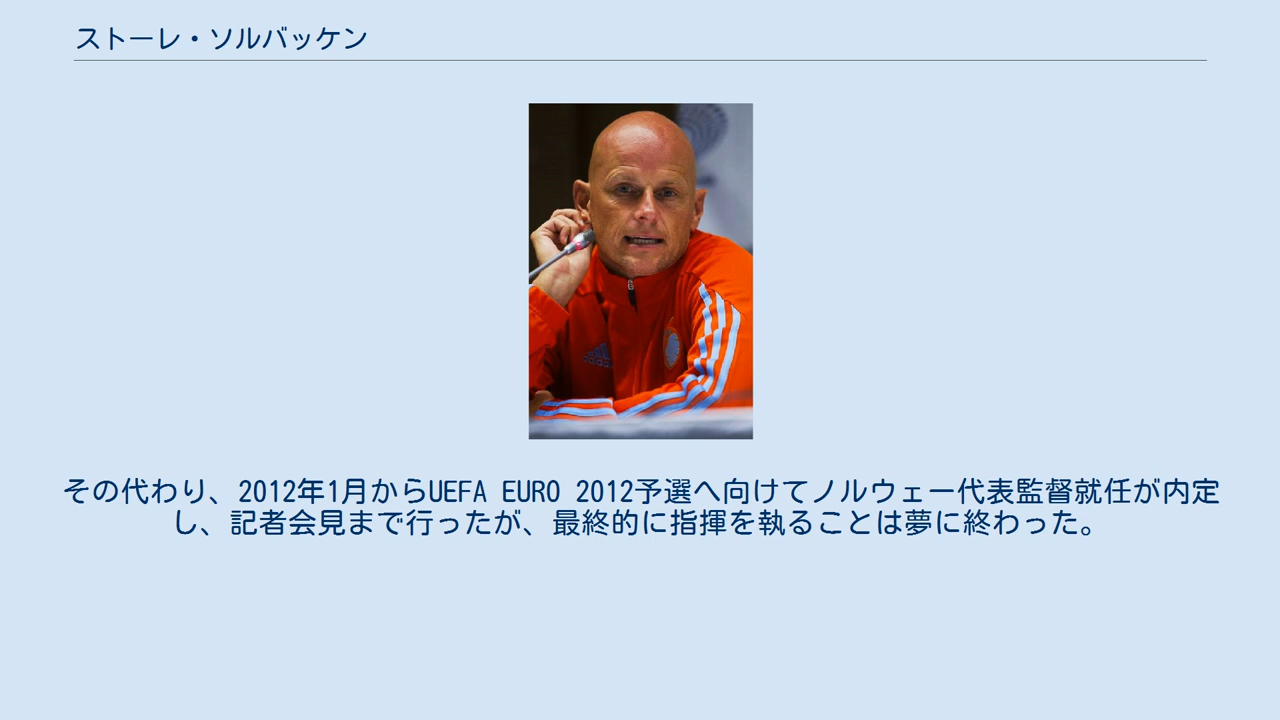 ストーレ・ソルバッケン
その代わり、2012年1月からUEFA EURO 2012予選へ向けてノルウェー代表監督就任が内定
し、記者会見まで行ったが、最終的に指揮を執ることは夢に終わった。